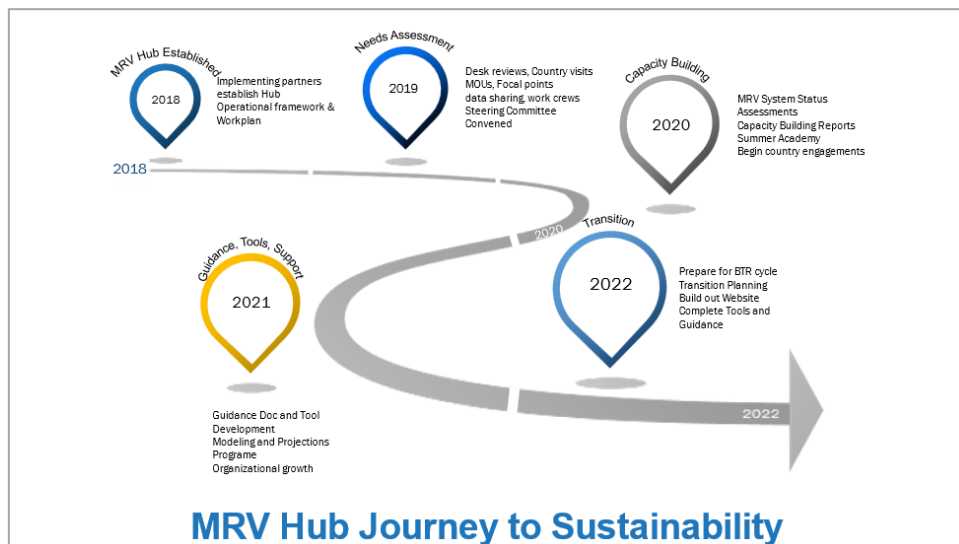 MRV Hub Established
2018
Implementing partners
establish Hub
Operational framework &
Workplan
Needs Assessment
2019
Desk reviews, Country visits
MOUs, Focal points
data sharing, work crews
Steering Committee
Convened
Capacity Building
2020
MRV System Status
Assessments
Capacity Building Reports
Summer Academy
Begin country engagements
2018
2020
Guidance, Tools, Support
2021
Guidance Doc and Tool
Development
Modeling and Projections
Programe
Organizational growth
Transition
2022
Prepare for BTR cycle
Transition Planning
Build out Website
Complete Tools and
Guidance
2022
MRV Hub Journey to Sustainability